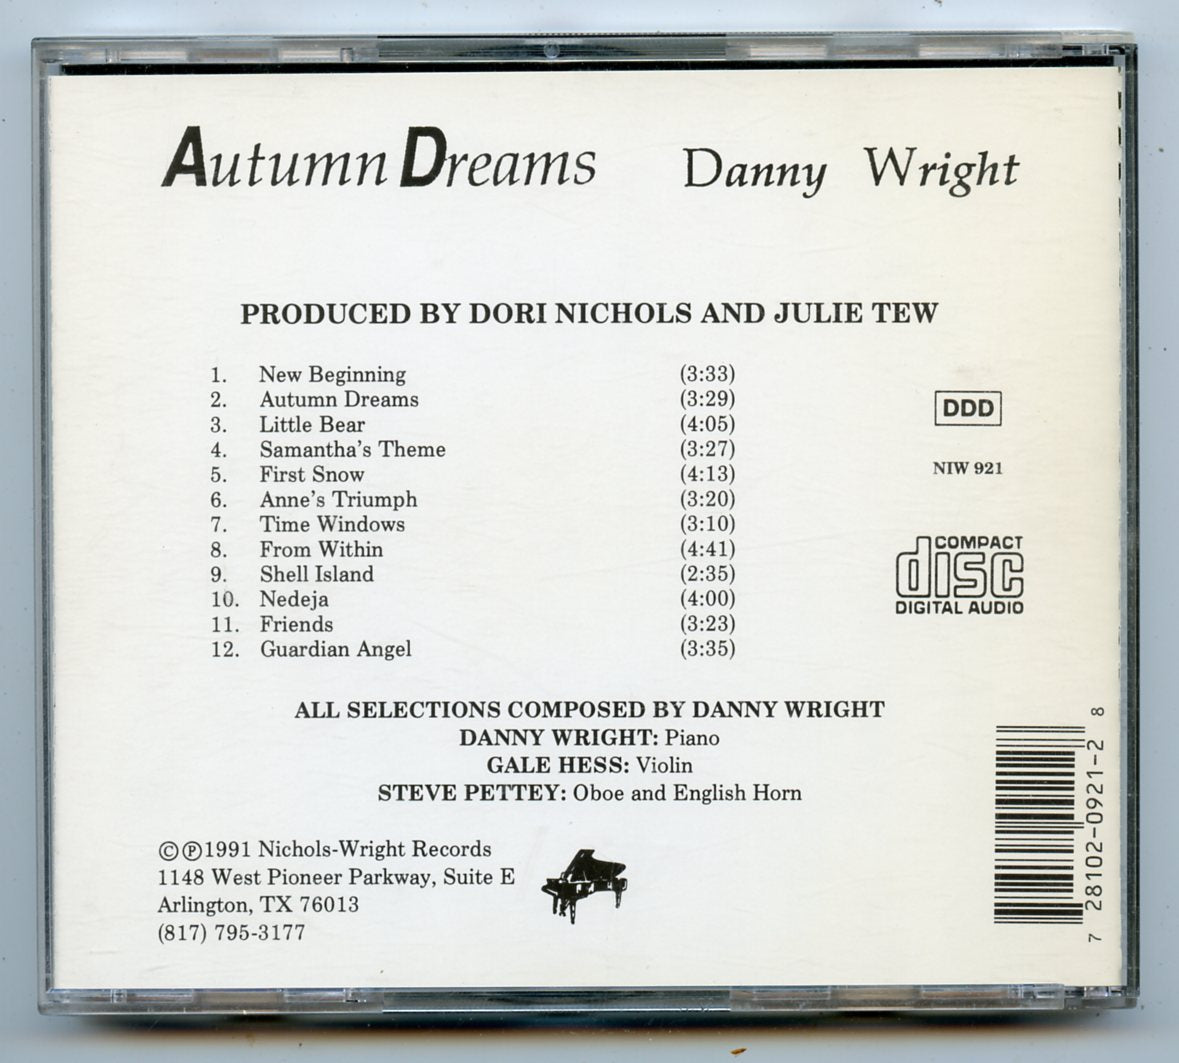 Autumn Dreams Danny Wright
PRODUCED BY DORI NICHOLS AND JULIE TEW
1. New Beginning (3:33)
2. Autumn Dreams (3:29)
3. Little Bear (4:05)
4. Samantha's Theme (3:27)
5. First Snow (4:13)
6. Anne's Triumph (3:20)
7. Time Windows (3:10)
8. From Within (4:41)
9. Shell Island (2:35)
10. Nedeja (4:00)
11. Friends (3:23)
12. Guardian Angel (3:35)
DDD
NIW 921
COMPACT
disc
DIGITAL AUDIO
ALL SELECTIONS COMPOSED BY DANNY WRIGHT
DANNY WRIGHT: Piano
GALE HESS: Violin
STEVE PETTEY: Oboe and English Horn
©℗1991 Nichols-Wright Records
1148 West Pioneer Parkway, Suite E
Arlington, TX 76013
(817) 795-3177
7 28102-0921-2 8